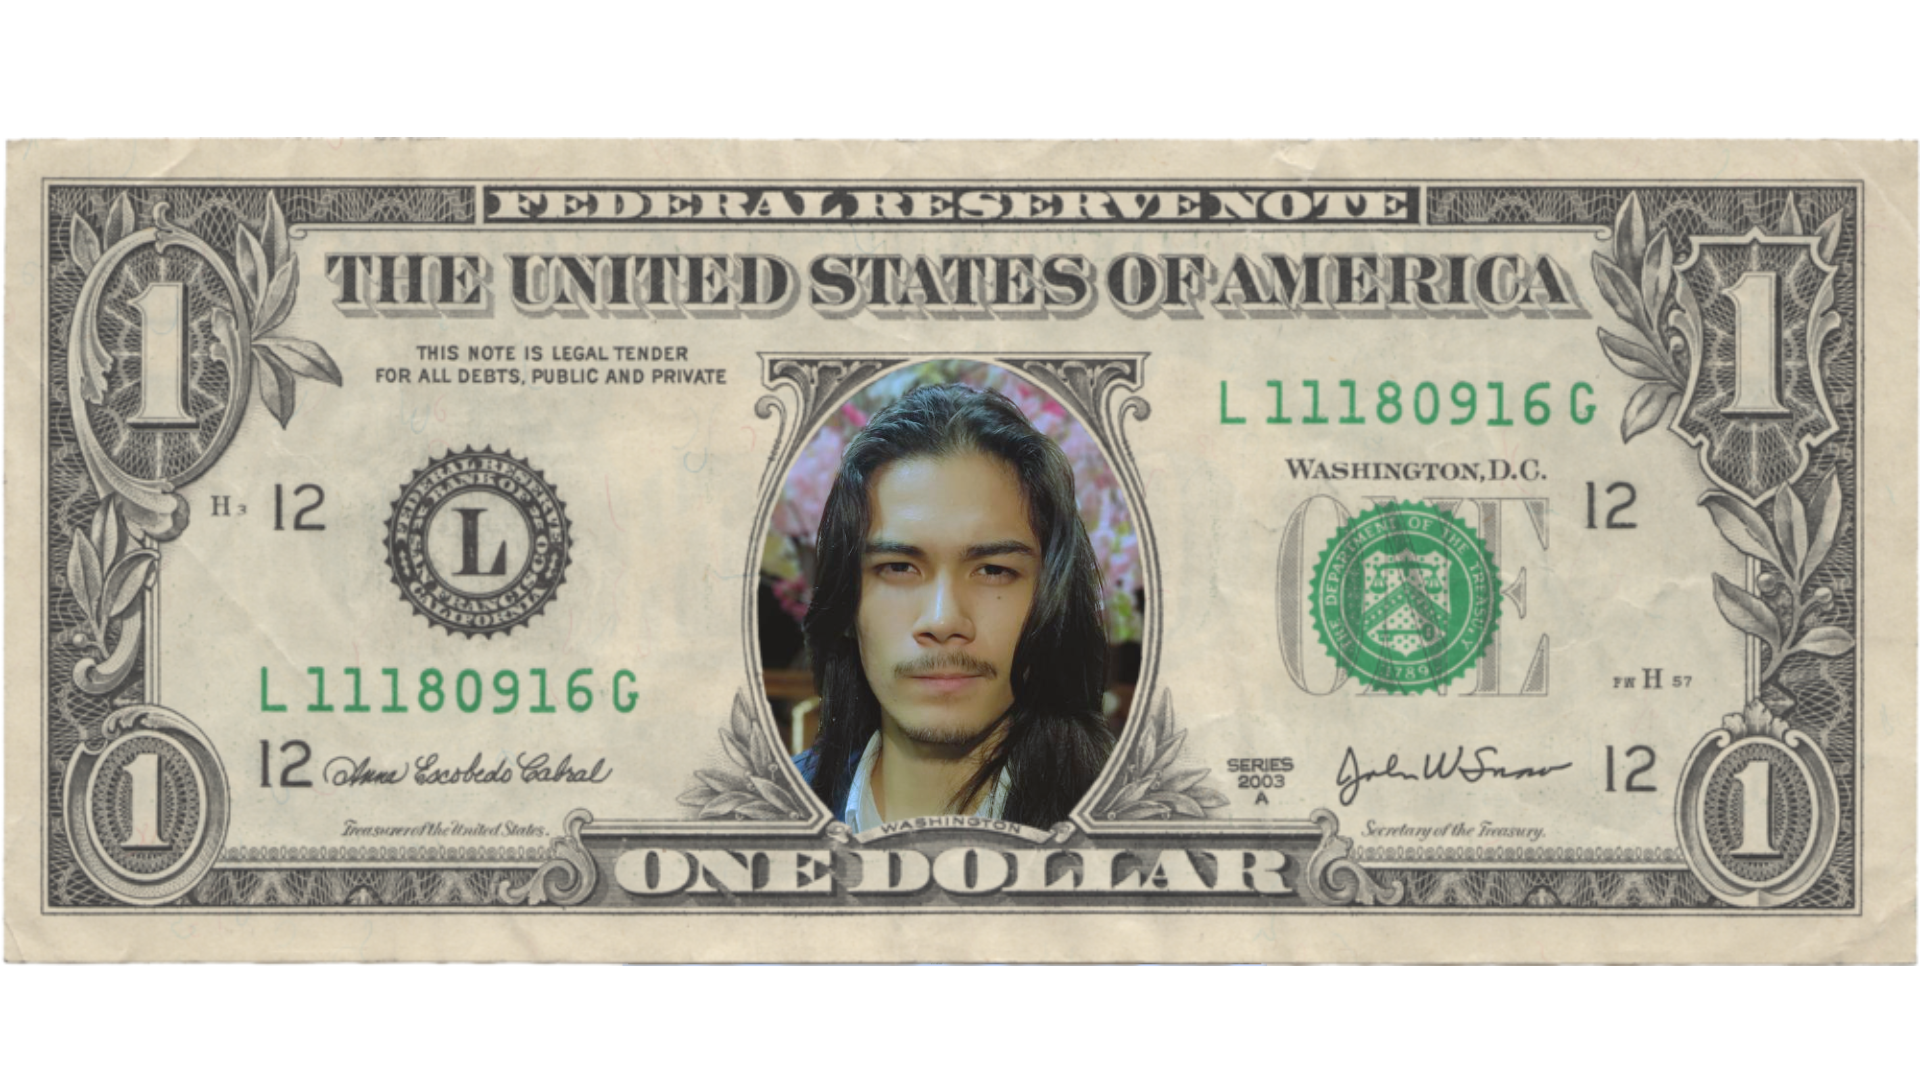 FEDERAL RESERVE NOTE
THE UNITED STATES OF AMERICA
1
1
THIS NOTE IS LEGAL TENDER
FOR ALL DEBTS, PUBLIC AND PRIVATE
L 11180916 G
WASHINGTON, D.C.
H 3
12
12
FEDERAL RESERVE
BANK OF
L
CALIFORNIA
ONE
THE DEPARTMENT OF THE TREASURY
1789
L 11180916 G
FW H 57
12
Anna Escobedo Cabral
SERIES
2003
A
John W Snow
12
Treasurer of the United States.
Secretary of the Treasury.
1
1
WASHINGTON
ONE DOLLAR